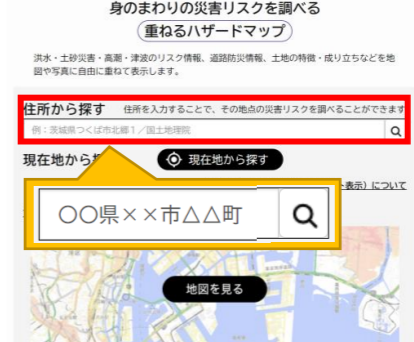 身のまわりの災害リスクを調べる
重ねるハザードマップ
洪水・土砂災害・高潮・津波のリスク情報、道路防災情報、土地の特徴・成り立ちなどを地
図や写真に自由に重ねて表示します。
住所から探す 住所を入力することで、その地点の災害リスクを調べることができます
例:茨城県つくば市北郷1/国土地理院
現在地から 現在地から探す
表示）について
〇〇県××市△△町
地図を見る